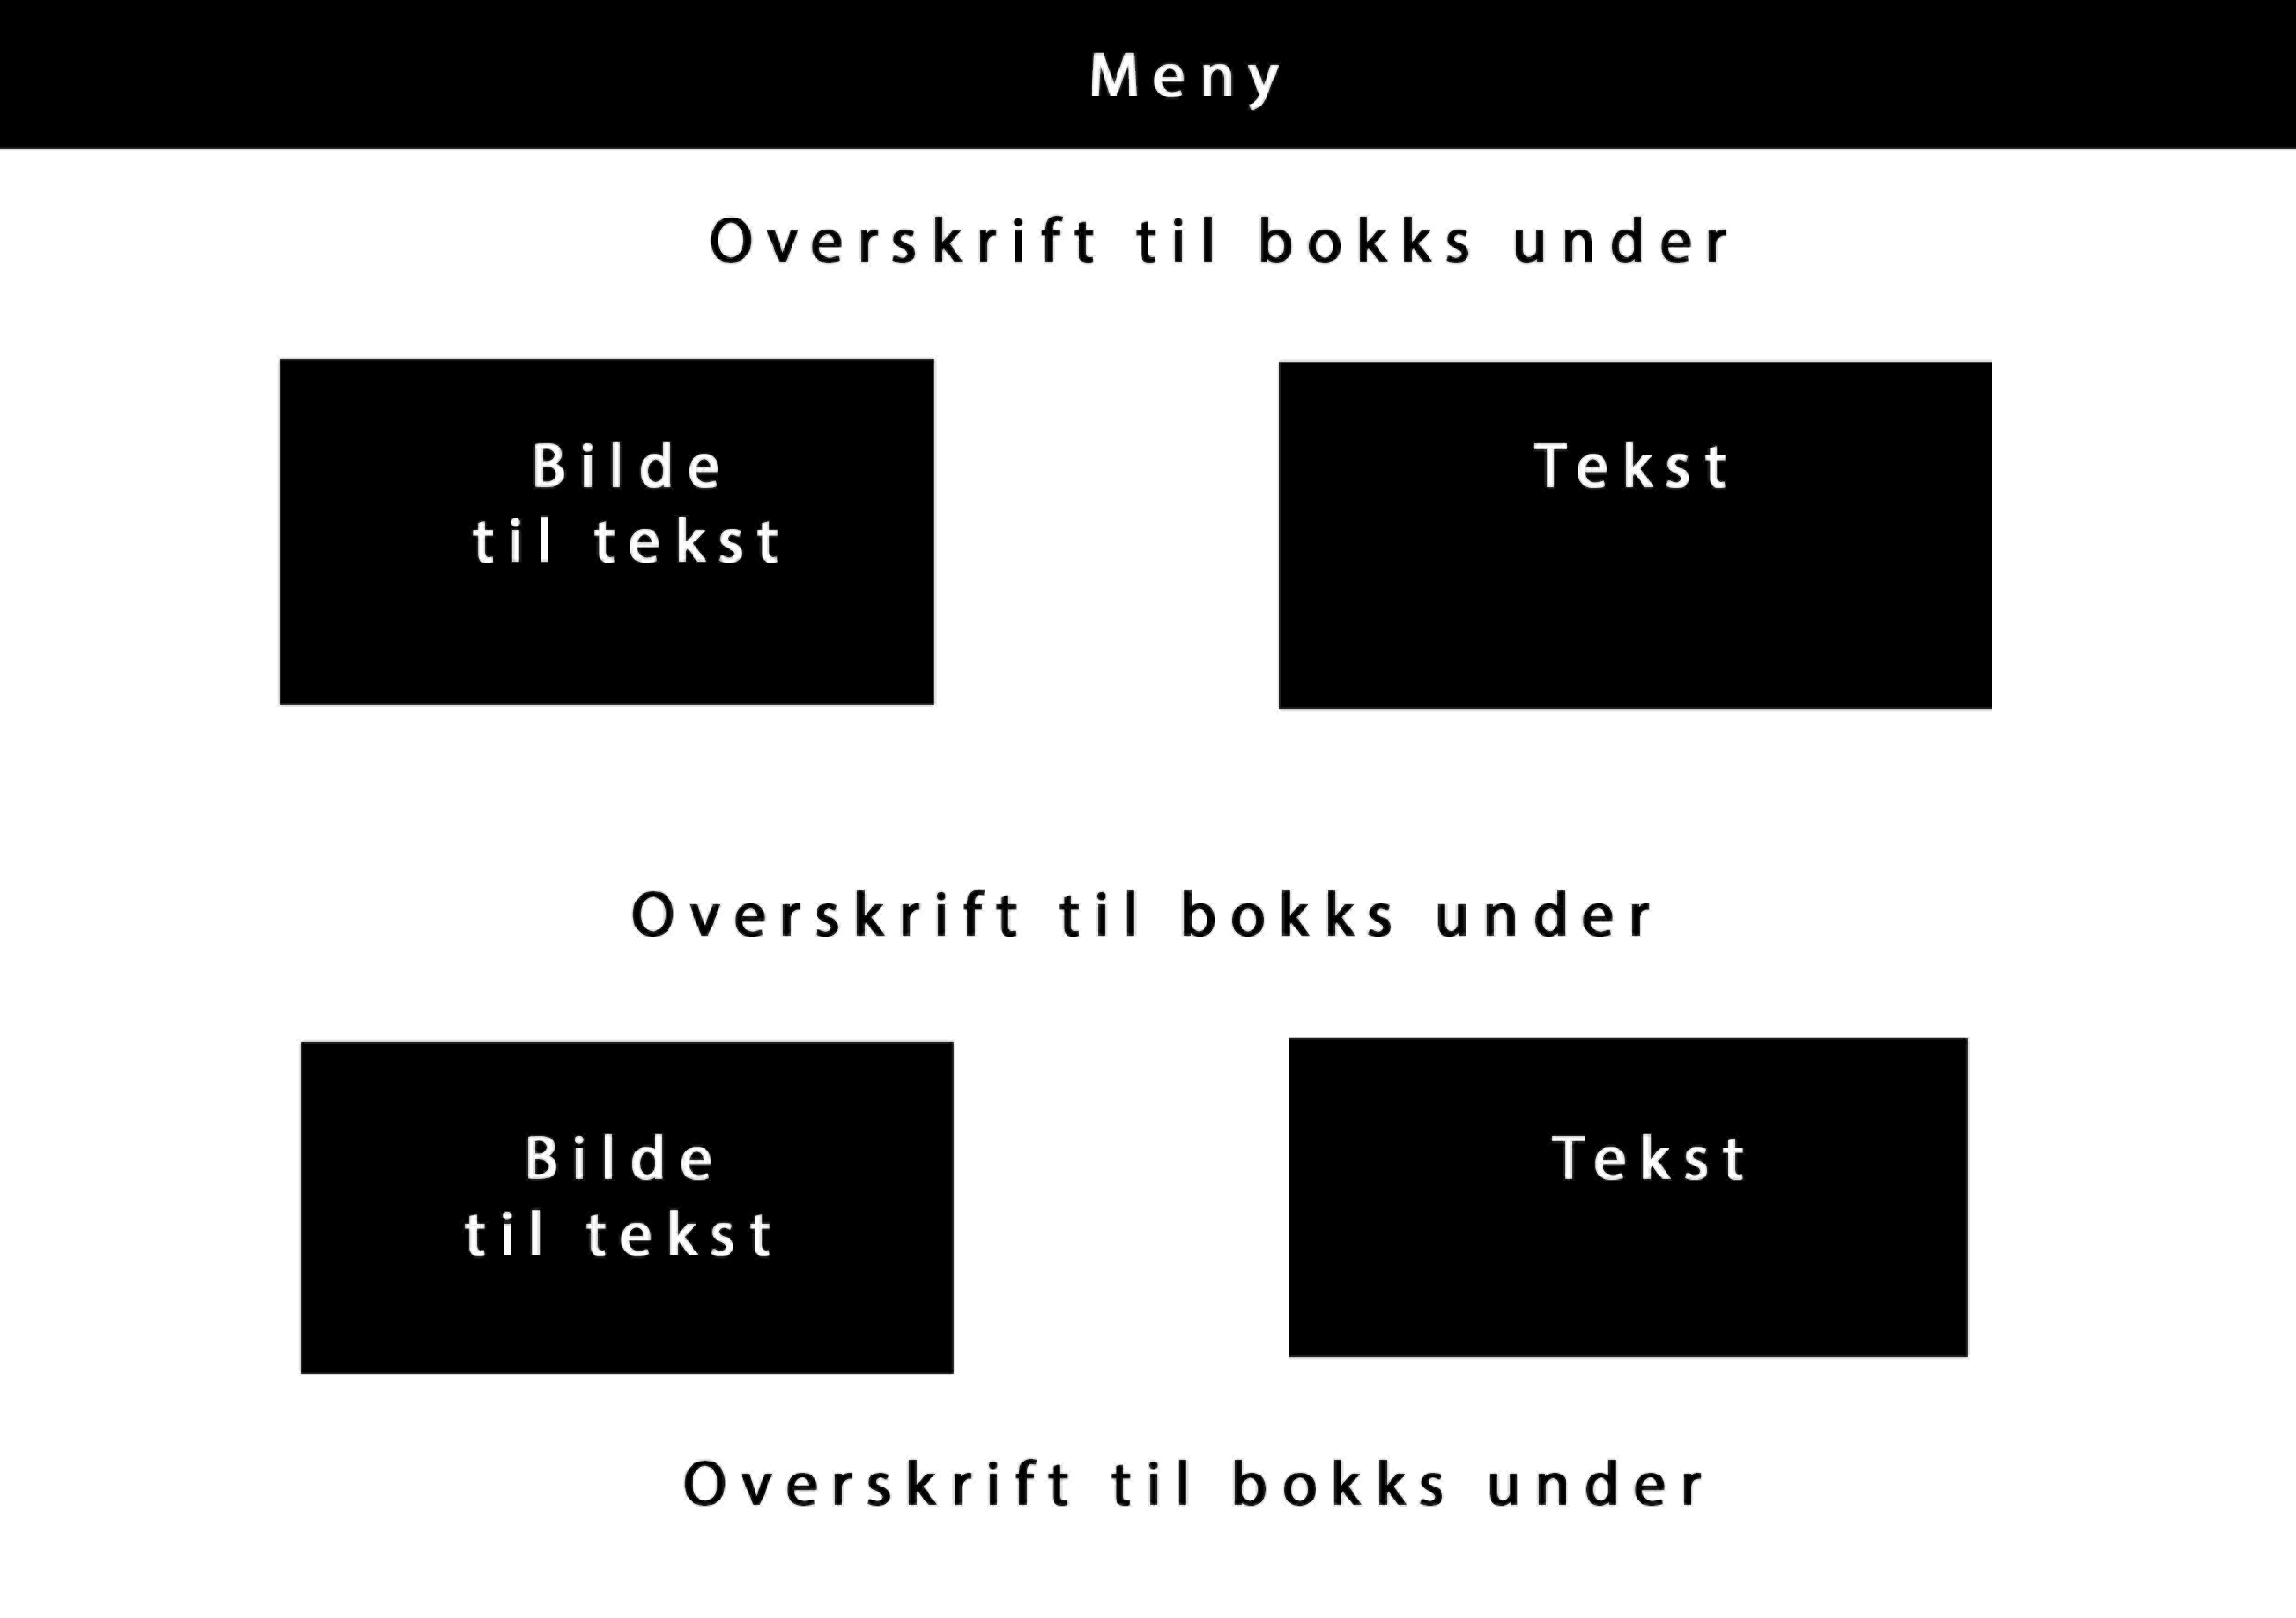 Meny
Overskrift til bokks under
Bilde
til tekst
Tekst
Overskrift til bokks under
Bilde
til tekst
Tekst
Overskrift til bokks under